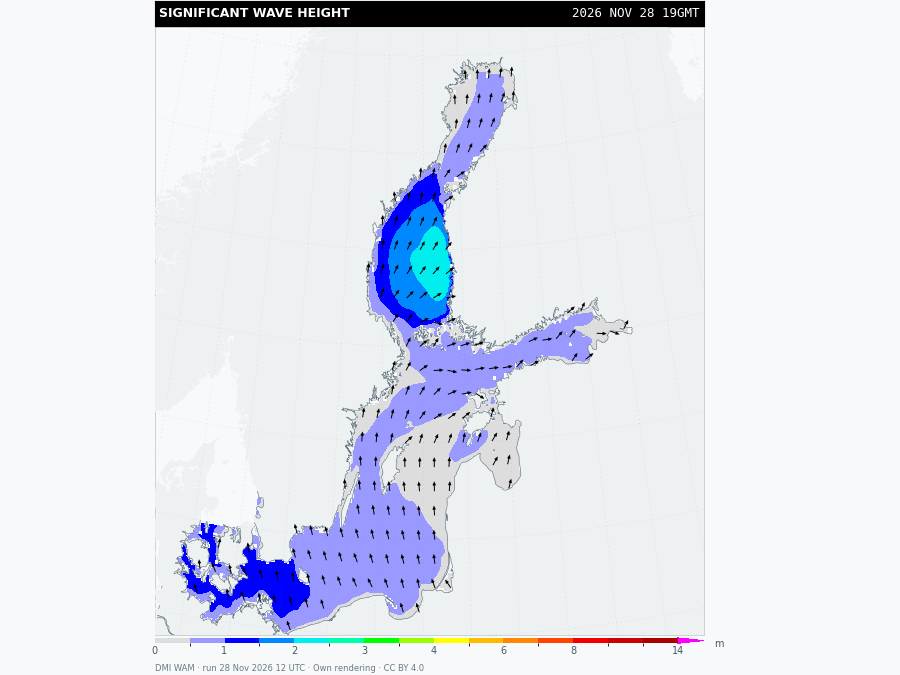 SIGNIFICANT WAVE HEIGHT 2026 NOV 28 19GMT
0 1 2 3 4 6 8 14 m
DMI WAM · run 28 Nov 2026 12 UTC · Own rendering · CC BY 4.0